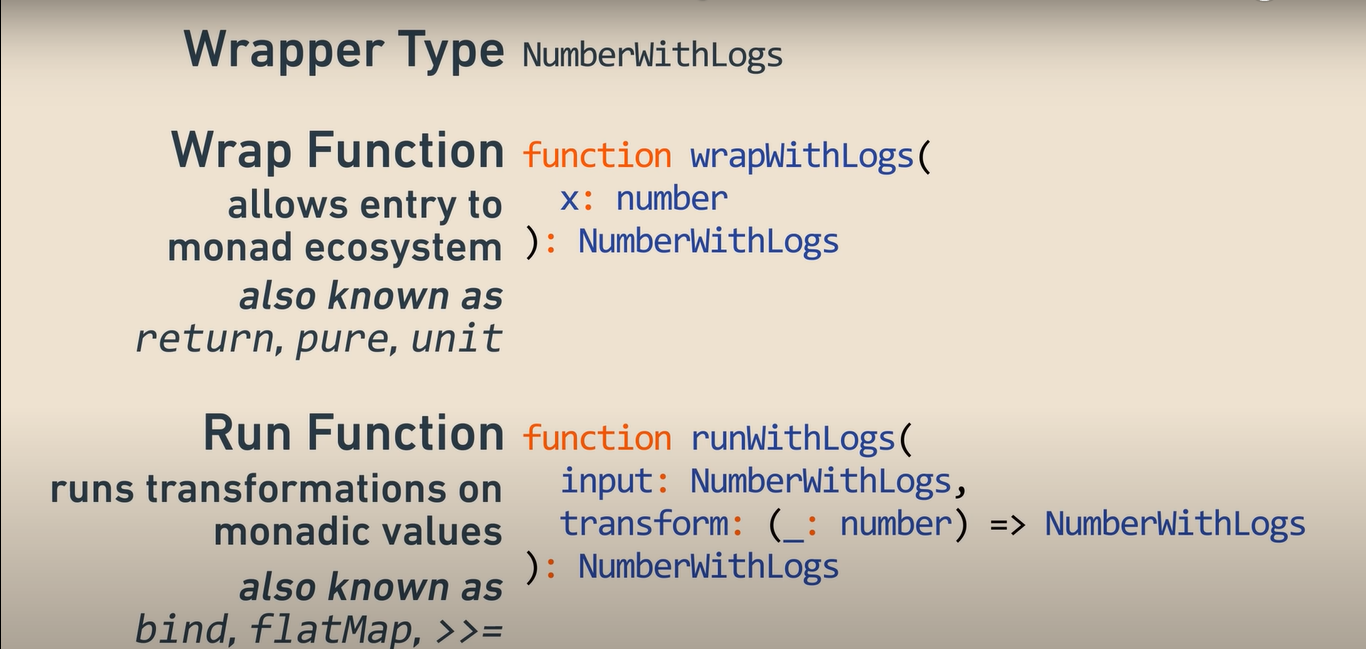 Wrapper Type NumberWithLogs
Wrap Function function wrapWithLogs(
allows entry to x: number
monad ecosystem ): NumberWithLogs
also known as
return, pure, unit
Run Function function runWithLogs(
runs transformations on input: NumberWithLogs,
monadic values transform: (_: number) => NumberWithLogs
also known as ): NumberWithLogs
bind, flatMap, >>=